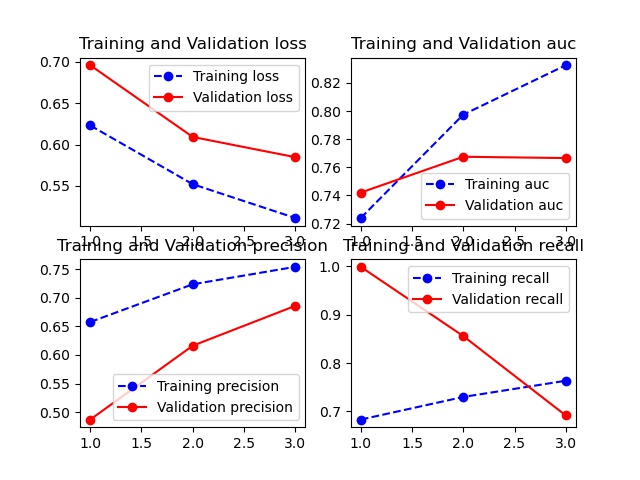 Training and Validation loss
0.70
0.65
0.60
0.55
1.0 1.5 2.0 2.5 3.0
Training loss
Validation loss
Training and Validation auc
0.82
0.80
0.78
0.76
0.74
0.72
1.0 1.5 2.0 2.5 3.0
Training auc
Validation auc
Training and Validation precision
0.75
0.70
0.65
0.60
0.55
0.50
1.0 1.5 2.0 2.5 3.0
Training precision
Validation precision
Training and Validation recall
1.0
0.9
0.8
0.7
1.0 1.5 2.0 2.5 3.0
Training recall
Validation recall